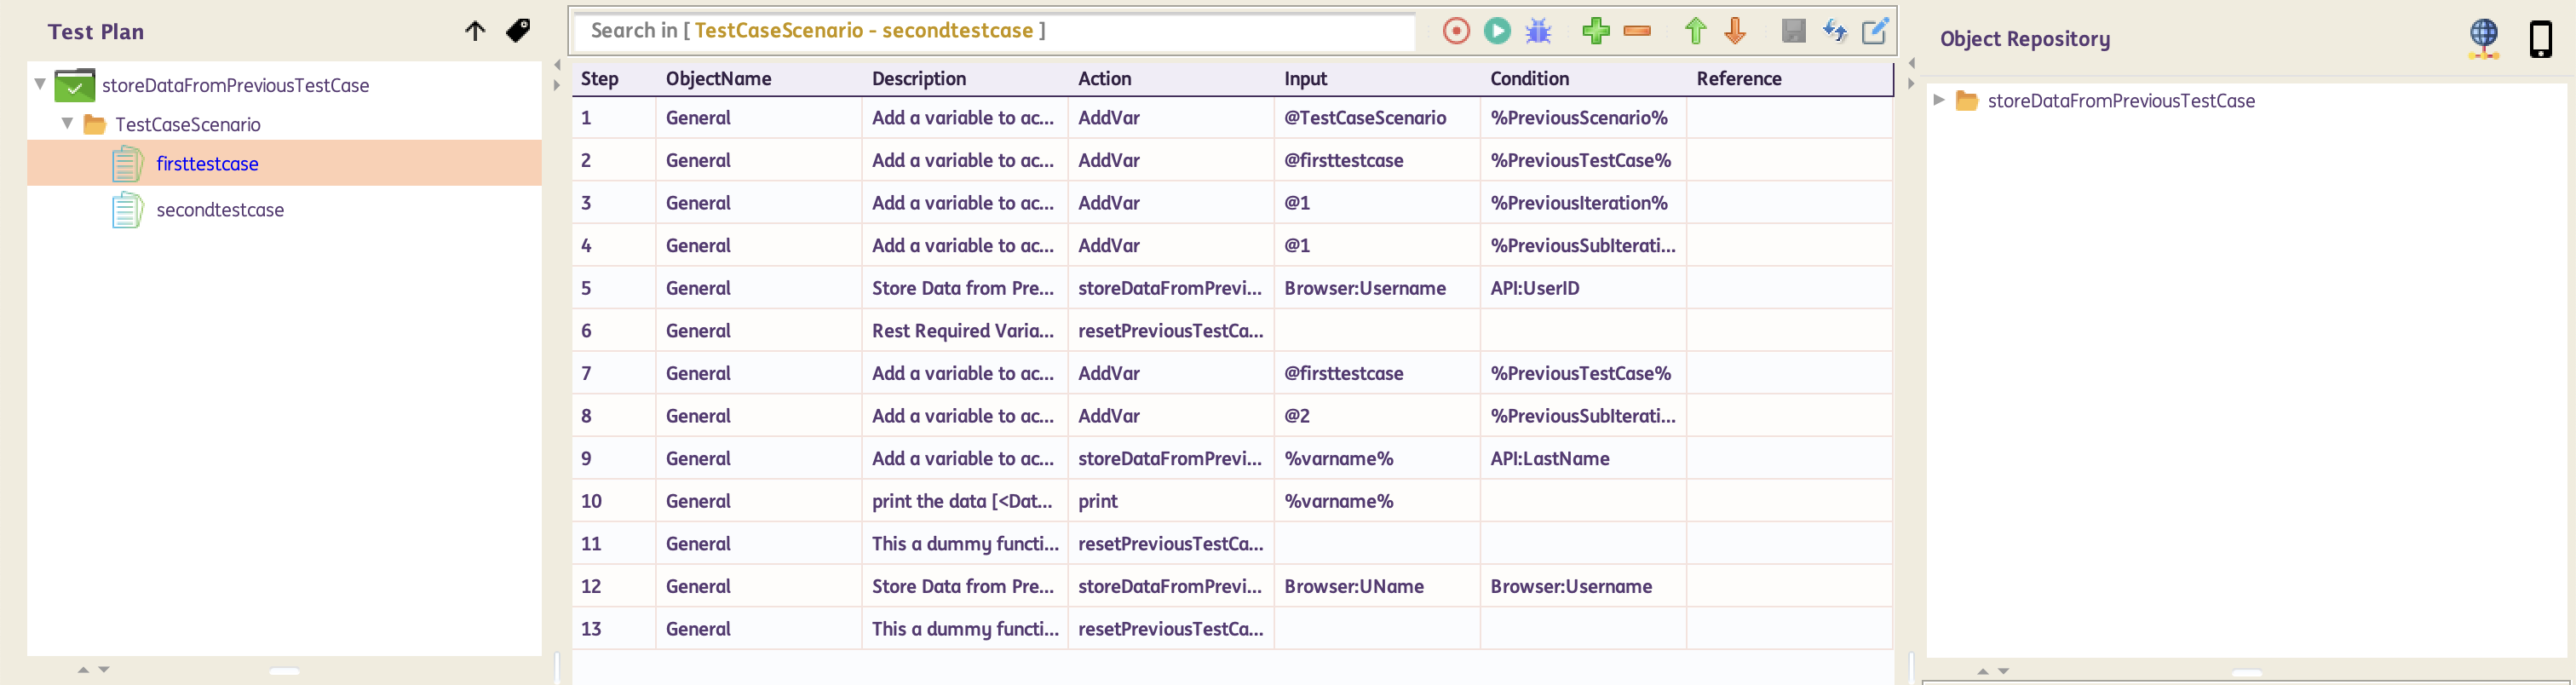 Test Plan
storeDataFromPreviousTestCase
TestCaseScenario
firsttestcase
secondtestcase
Search in [ TestCaseScenario - secondtestcase ]
Step ObjectName Description Action Input Condition Reference
1 General Add a variable to ac... AddVar @TestCaseScenario %PreviousScenario%
2 General Add a variable to ac... AddVar @firsttestcase %PreviousTestCase%
3 General Add a variable to ac... AddVar @1 %PreviousIteration%
4 General Add a variable to ac... AddVar @1 %PreviousSubIterati...
5 General Store Data from Pre... storeDataFromPrevi... Browser:Username API:UserID
6 General Rest Required Varia... resetPreviousTestCa...
7 General Add a variable to ac... AddVar @firsttestcase %PreviousTestCase%
8 General Add a variable to ac... AddVar @2 %PreviousSubIterati...
9 General Add a variable to ac... storeDataFromPrevi... %varname% API:LastName
10 General print the data [<Dat... print %varname%
11 General This a dummy functi... resetPreviousTestCa...
12 General Store Data from Pre... storeDataFromPrevi... Browser:UName Browser:Username
13 General This a dummy functi... resetPreviousTestCa...
Object Repository
storeDataFromPreviousTestCase